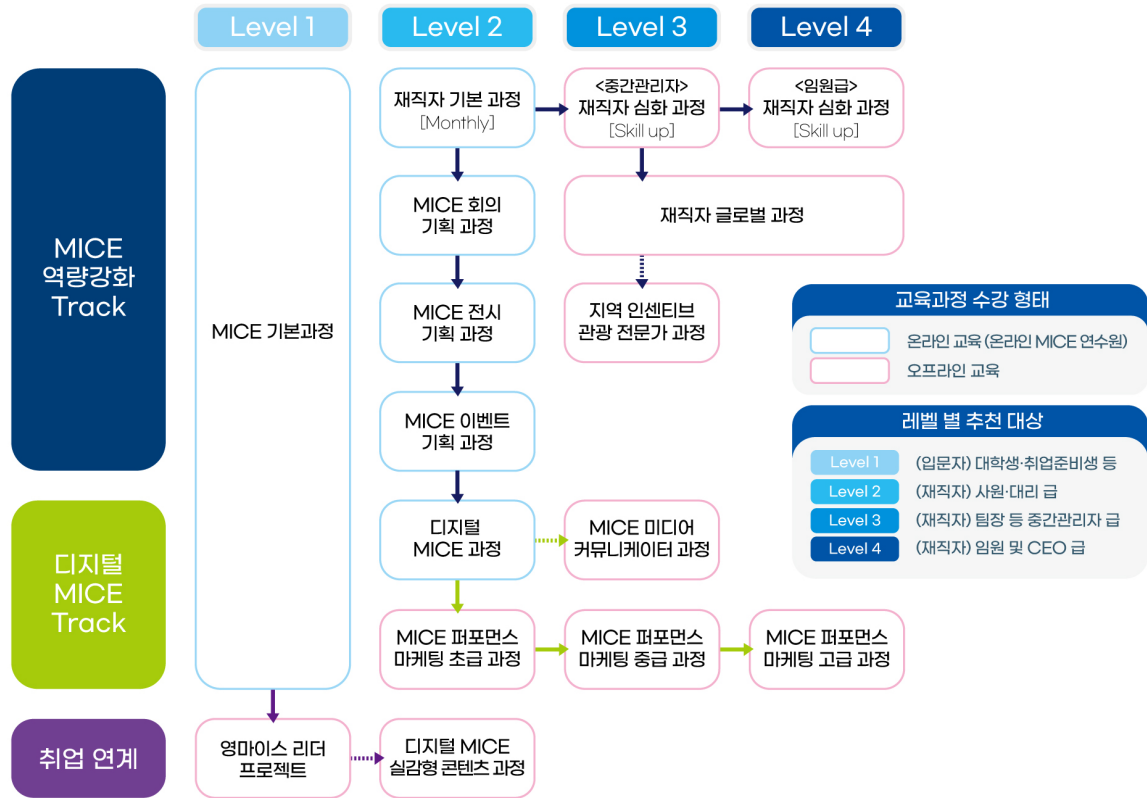 Level 1
Level 2
Level 3
Level 4
MICE
역량강화
Track
MICE 기본과정
재직자 기본 과정
[Monthly]
<중간관리자>
재직자 심화 과정
[Skill up]
<임원급>
재직자 심화 과정
[Skill up]
MICE 회의
기획 과정
재직자 글로벌 과정
MICE 전시
기획 과정
지역 인센티브
관광 전문가 과정
MICE 이벤트
기획 과정
디지털
MICE
Track
디지털
MICE 과정
MICE 미디어
커뮤니케이터 과정
MICE 퍼포먼스
마케팅 초급 과정
MICE 퍼포먼스
마케팅 중급 과정
MICE 퍼포먼스
마케팅 고급 과정
취업 연계
영마이스 리더
프로젝트
디지털 MICE
실감형 콘텐츠 과정
교육과정 수강 형태
온라인 교육 (온라인 MICE 연수원)
오프라인 교육
레벨 별 추천 대상
Level 1 (입문자) 대학생·취업준비생 등
Level 2 (재직자) 사원·대리 급
Level 3 (재직자) 팀장 등 중간관리자 급
Level 4 (재직자) 임원 및 CEO 급